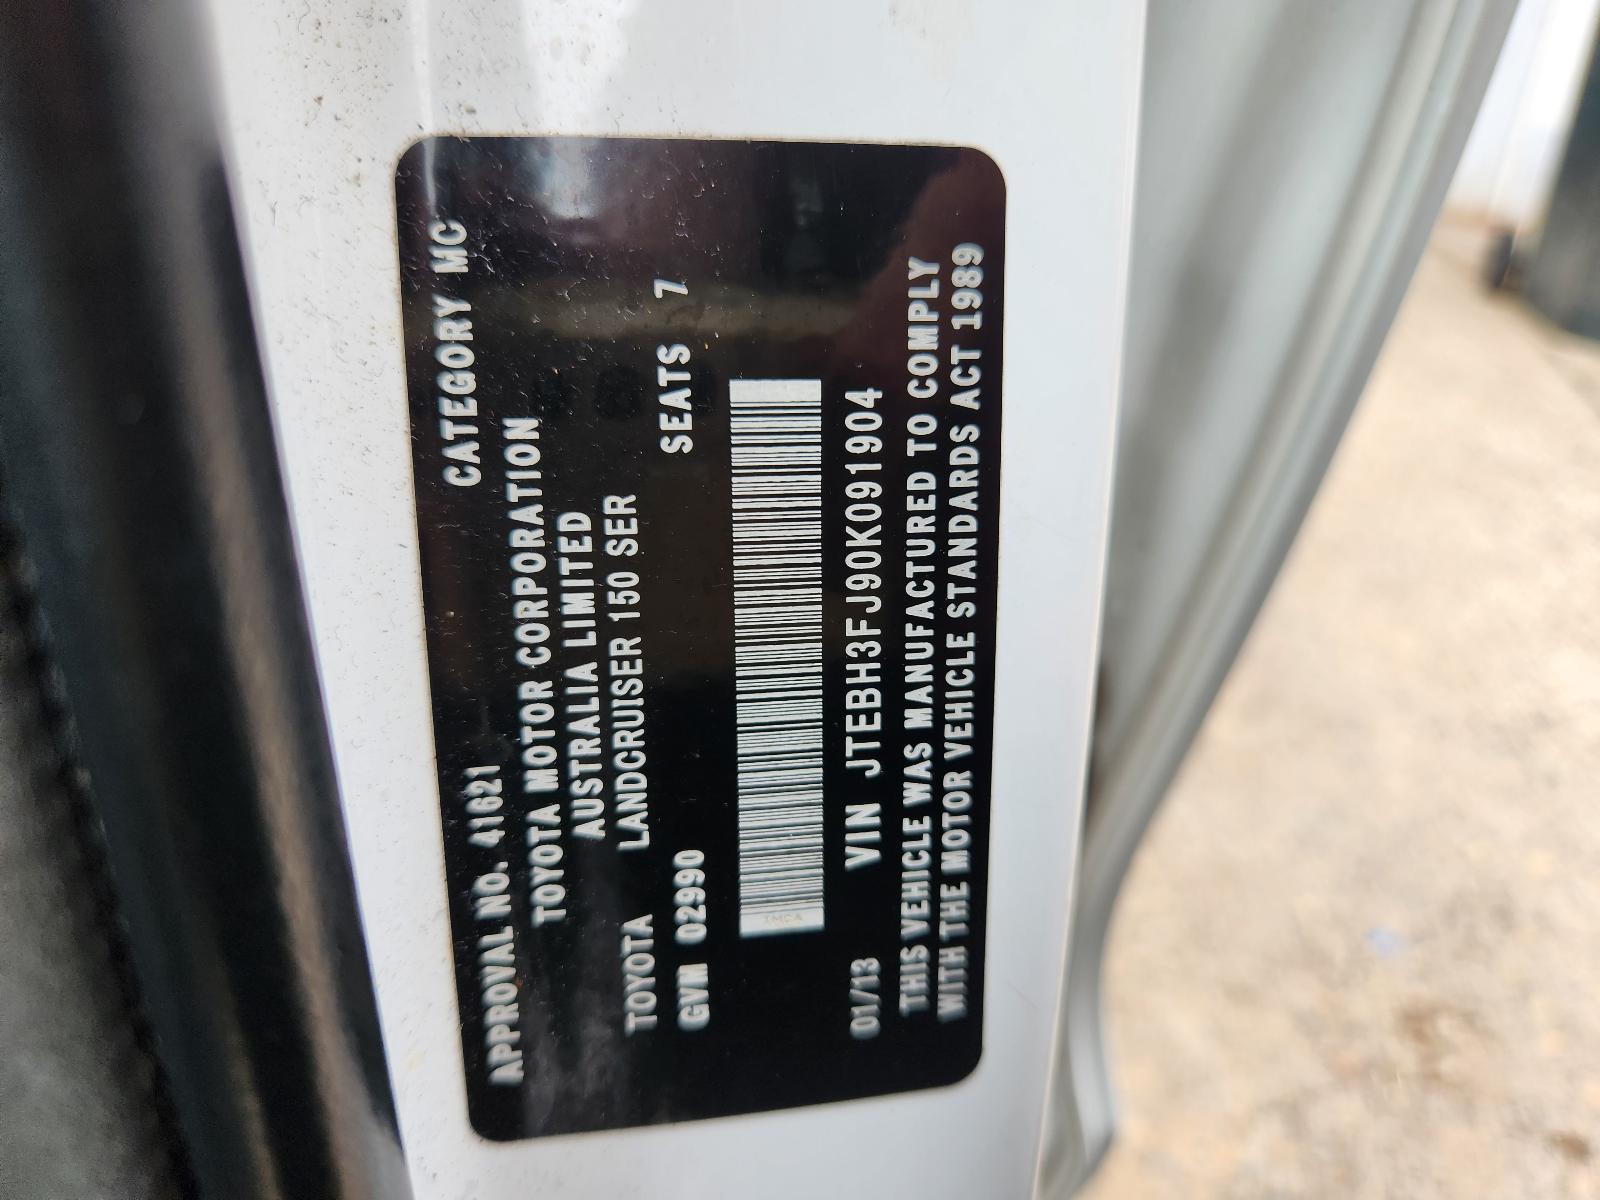 APPROVAL NO. 41621 CATEGORY MC
TOYOTA MOTOR CORPORATION
AUSTRALIA LIMITED
TOYOTA LANDCRUISER 150 SER
GVM 02990 SEATS 7
TMCA
01/13 VIN JTEBH3FJ90K091904
THIS VEHICLE WAS MANUFACTURED TO COMPLY
WITH THE MOTOR VEHICLE STANDARDS ACT 1989